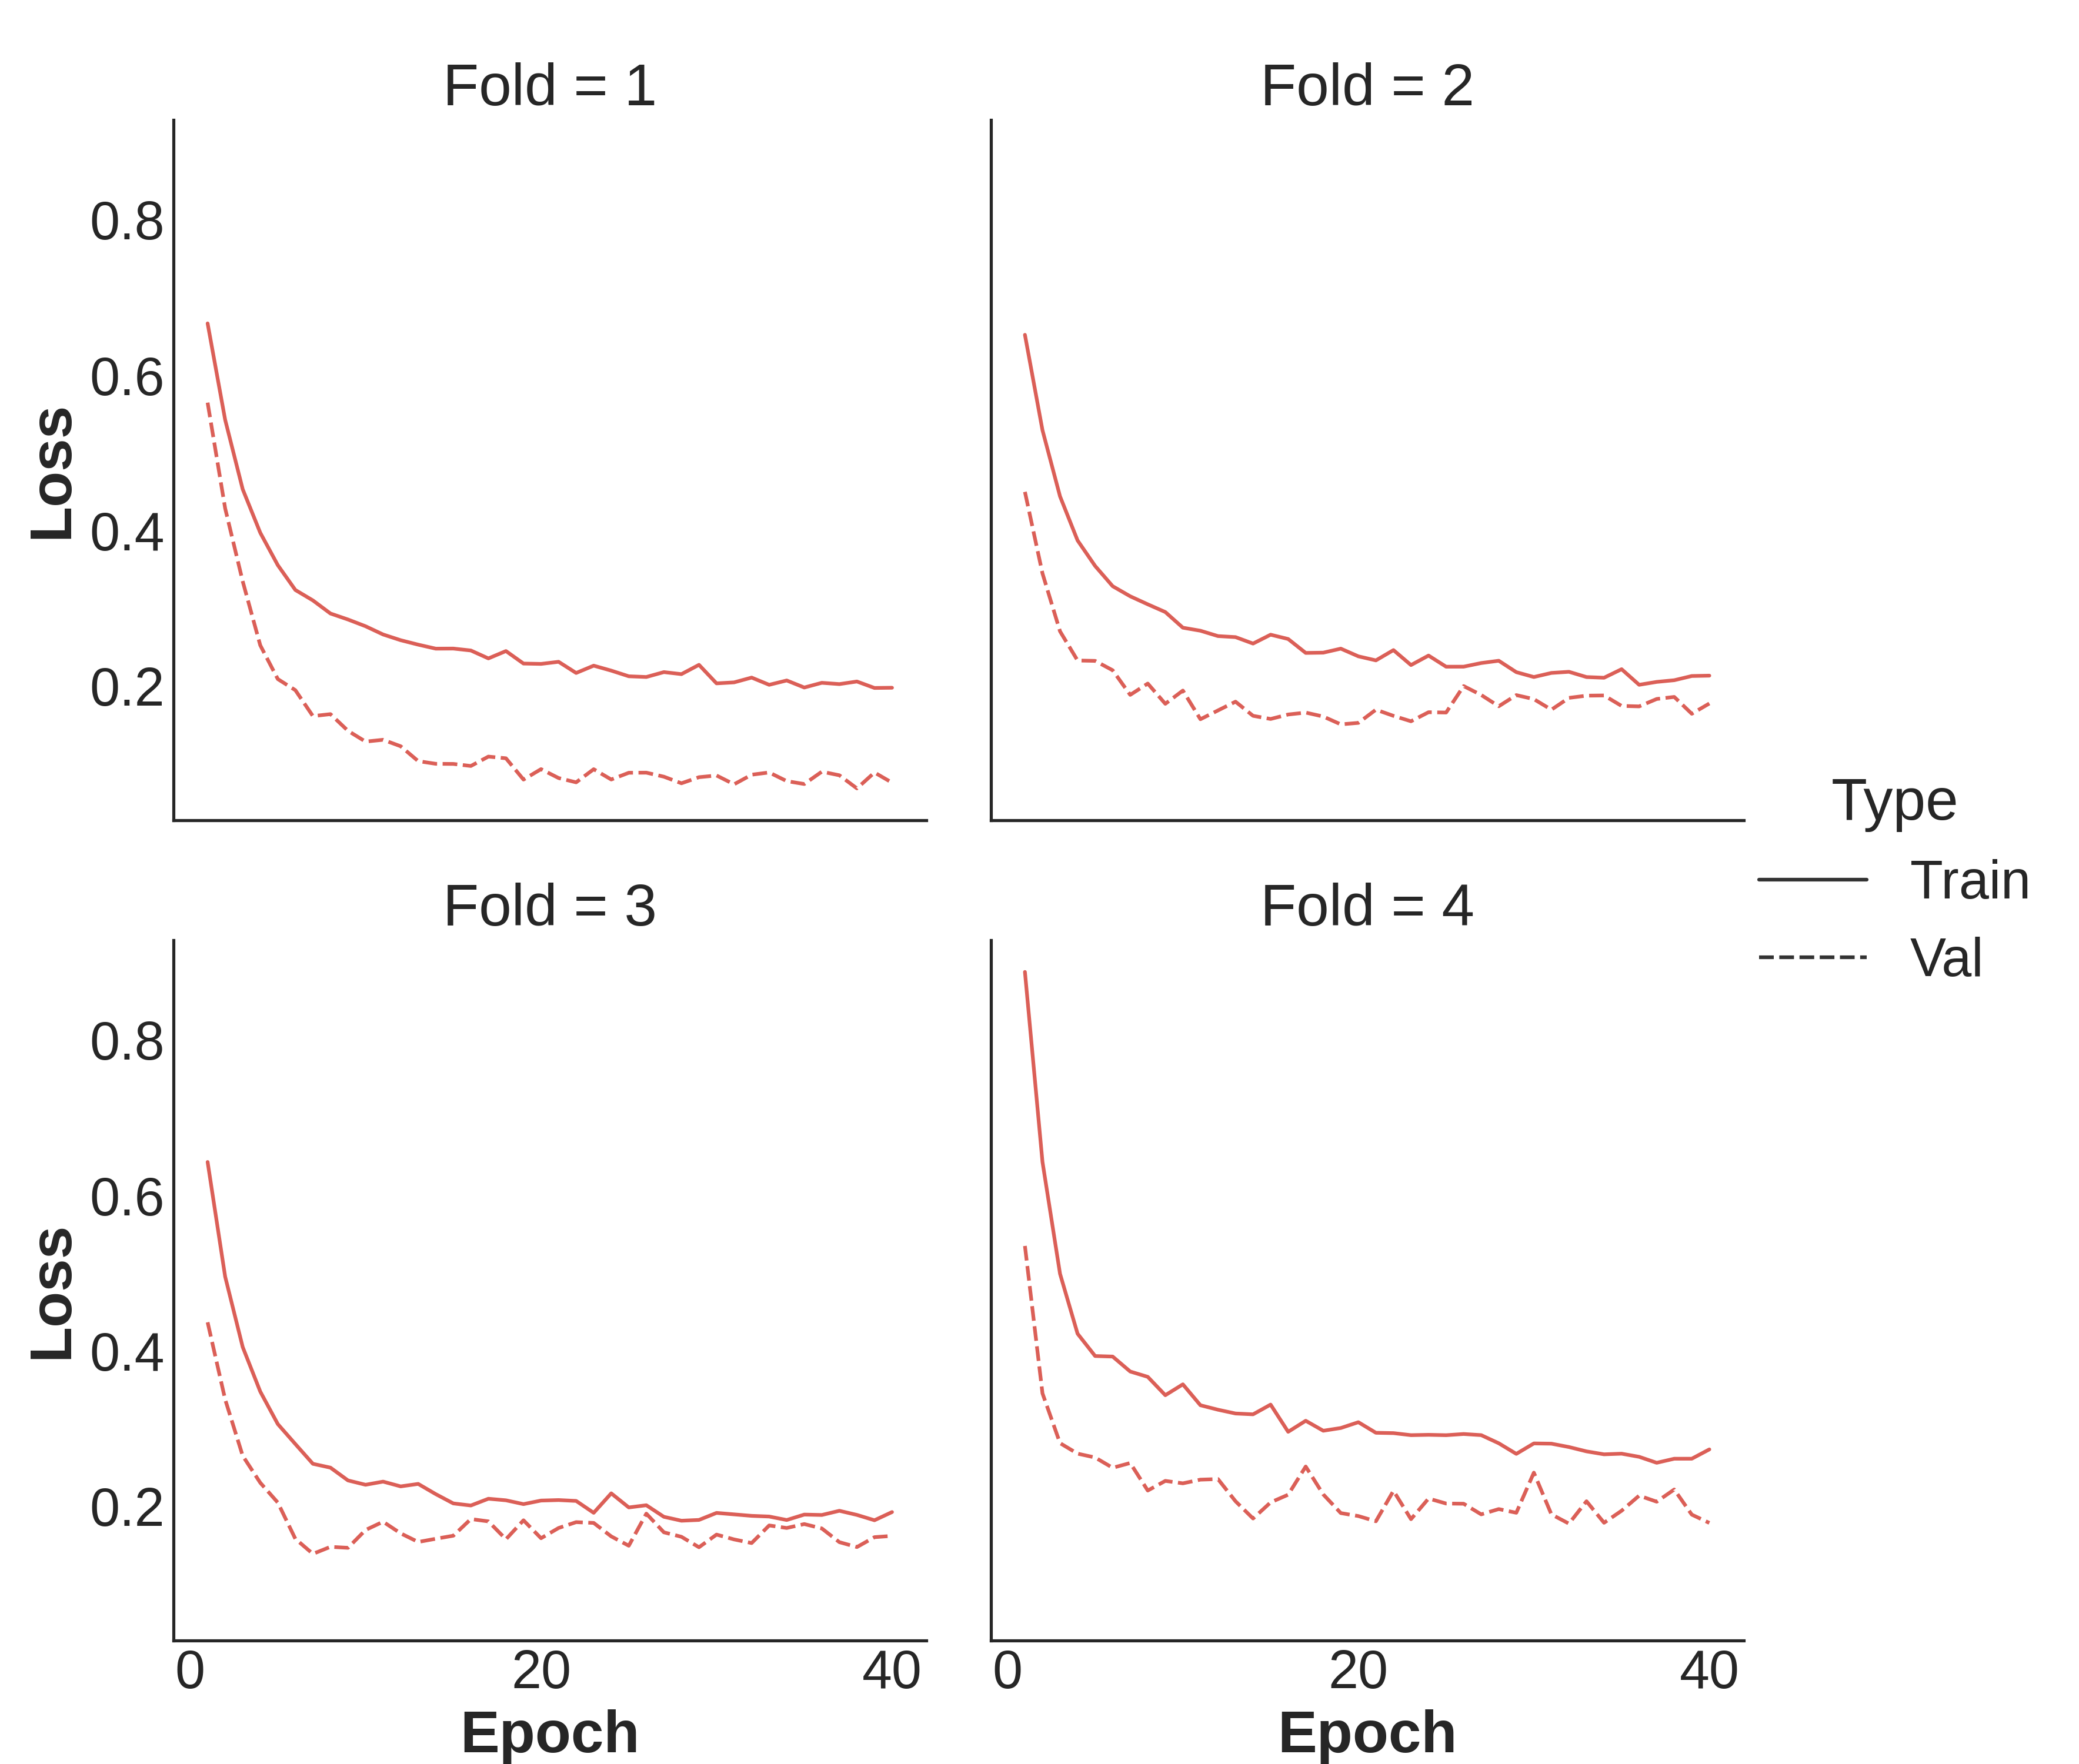 Fold = 1
Fold = 2
Loss
0.8
0.6
0.4
0.2
Type
Train
Val
Fold = 3
Fold = 4
Loss
0.8
0.6
0.4
0.2
0 20 40
0 20 40
Epoch
Epoch